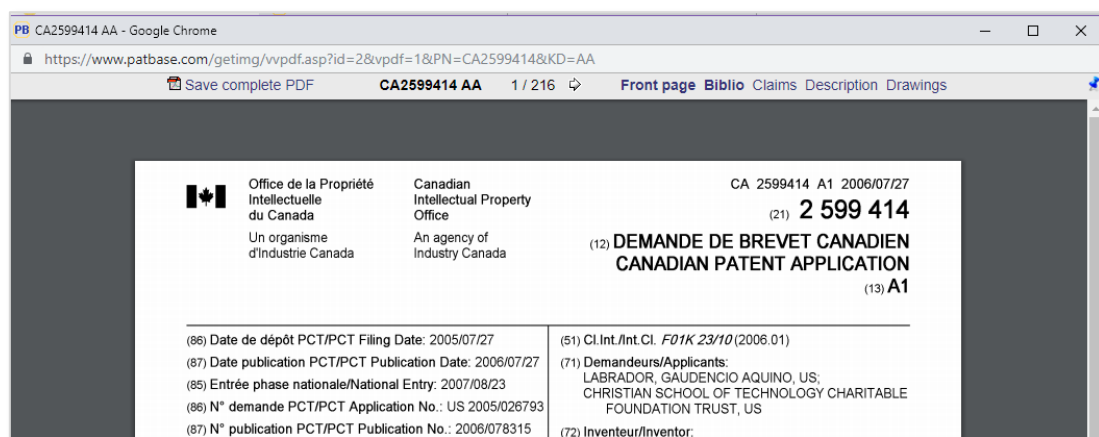 PB CA2599414 AA - Google Chrome
https://www.patbase.com/getimg/vvpdf.asp?id=2&vpdf=1&PN=CA2599414&KD=AA
Save complete PDF CA2599414 AA 1 / 216 Front page Biblio Claims Description Drawings
Office de la Propriété
Intellectuelle
du Canada
Un organisme
d'Industrie Canada
Canadian
Intellectual Property
Office
An agency of
Industry Canada
CA 2599414 A1 2006/07/27
(21) 2 599 414
(12) DEMANDE DE BREVET CANADIEN
CANADIAN PATENT APPLICATION
(13) A1
(86) Date de dépôt PCT/PCT Filing Date: 2005/07/27
(87) Date publication PCT/PCT Publication Date: 2006/07/27
(85) Entrée phase nationale/National Entry: 2007/08/23
(86) N° demande PCT/PCT Application No.: US 2005/026793
(87) N° publication PCT/PCT Publication No.: 2006/078315
(51) Cl.Int./Int.Cl. F01K 23/10 (2006.01)
(71) Demandeurs/Applicants:
LABRADOR, GAUDENCIO AQUINO, US;
CHRISTIAN SCHOOL OF TECHNOLOGY CHARITABLE
FOUNDATION TRUST, US
(72) Inventeur/Inventor: